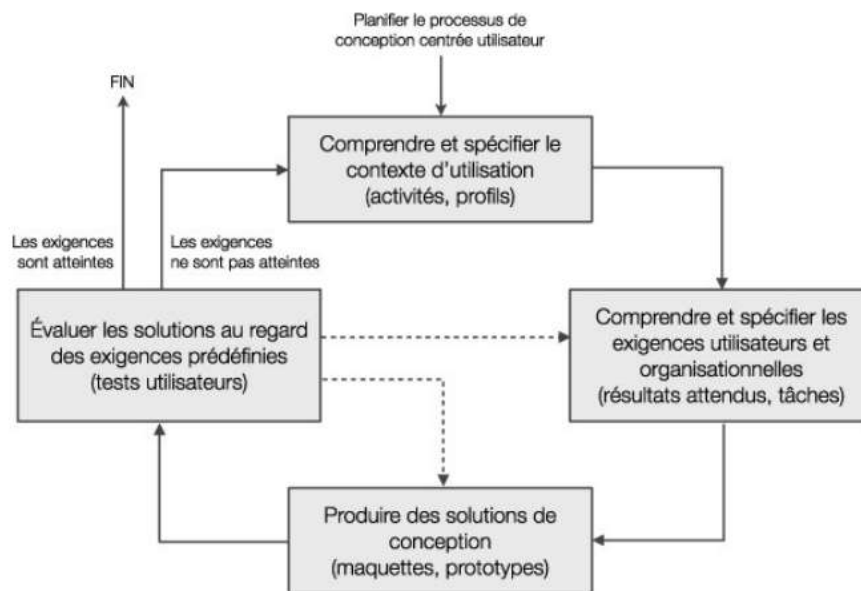 Planifier le processus de
conception centrée utilisateur
FIN
Comprendre et spécifier le
contexte d'utilisation
(activités, profils)
Les exigences
sont atteintes
Les exigences
ne sont pas atteintes
Évaluer les solutions au regard
des exigences prédéfinies
(tests utilisateurs)
Comprendre et spécifier les
exigences utilisateurs et
organisationnelles
(résultats attendus, tâches)
Produire des solutions de
conception
(maquettes, prototypes)